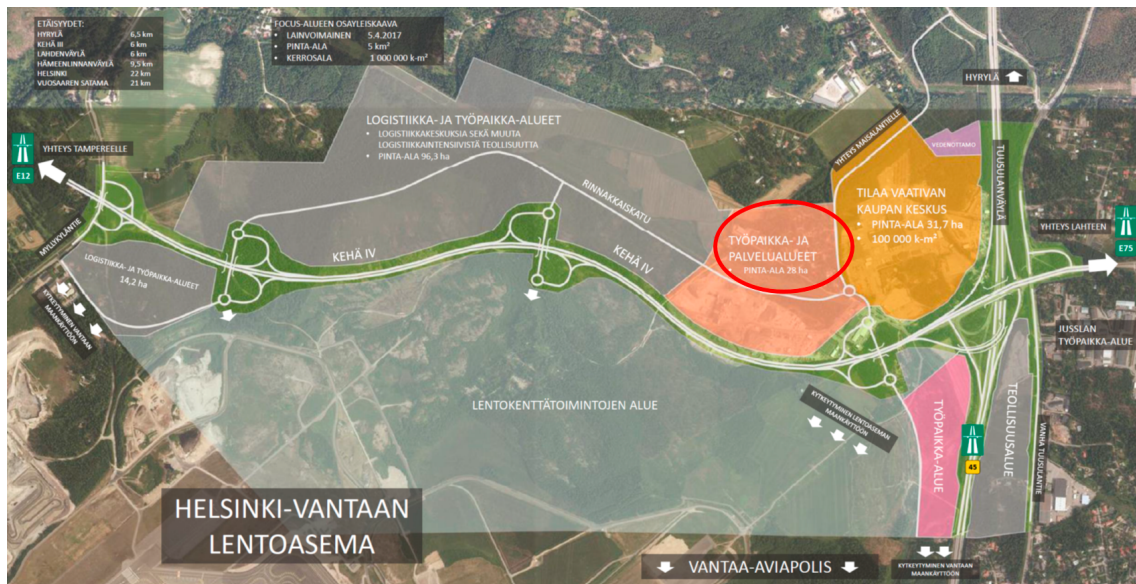 ETÄISYYDET:
HYRYLÄ 6,5 km
KEHÄ III 6 km
LAHDENVÄYLÄ 6 km
HÄMEENLINNANVÄYLÄ 9,5 km
HELSINKI 22 km
VUOSAAREN SATAMA 21 km
FOCUS-ALUEEN OSAYLEISKAAVA
• LAINVOIMAINEN 5.4.2017
• PINTA-ALA 5 km²
• KERROSALA 1 000 000 k-m²
HYRYLÄ
LOGISTIIKKA- JA TYÖPAIKKA-ALUEET
• LOGISTIIKKAKESKUKSIA SEKÄ MUUTA
LOGISTIIKKAINTENSIIVISTÄ TEOLLISUUTTA
• PINTA-ALA 96,3 ha
YHTEYS MAISALANTIELLE
VEDENOTTAMO
TUUSULANVÄYLÄ
YHTEYS TAMPEREELLE
E12
RINNAKKAISKATU
TILAA VAATIVAN
KAUPAN KESKUS
• PINTA-ALA 31,7 ha
• 100 000 k-m²
YHTEYS LAHTEEN
E75
MYLLYKYLÄNTIE
KEHÄ IV
KEHÄ IV
TYÖPAIKKA- JA
PALVELUALUEET
• PINTA-ALA 28 ha
LOGISTIIKKA- JA TYÖPAIKKA-ALUEET
14,2 ha
KYTKEYTYMINEN VANTAAN
MAANKÄYTTÖÖN
JUSSLAN
TYÖPAIKKA-ALUE
LENTOKENTTÄTOIMINTOJEN ALUE
KYTKEYTYMINEN LENTOASEMAN
MAANKÄYTTÖÖN
TYÖPAIKKA-ALUE
45
TEOLLISUUSALUE
VANHA TUUSULANTIE
HELSINKI-VANTAAN
LENTOASEMA
VANTAA-AVIAPOLIS
KYTKEYTYMINEN VANTAAN
MAANKÄYTTÖÖN